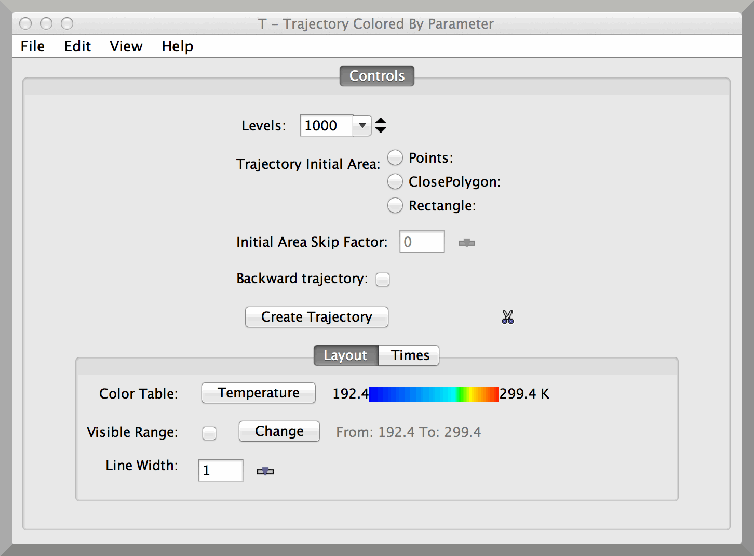 T – Trajectory Colored By Parameter
File Edit View Help
Controls
Levels: 1000
Trajectory Initial Area: Points:
ClosePolygon:
Rectangle:
Initial Area Skip Factor: 0
Backward trajectory:
Create Trajectory
Layout Times
Color Table: Temperature 192.4 299.4 K
Visible Range: Change From: 192.4 To: 299.4
Line Width: 1